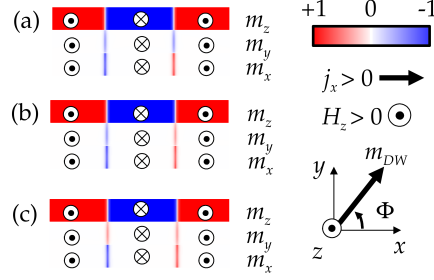 (a)
m_z
m_y
m_x
(b)
m_z
m_y
m_x
(c)
m_z
m_y
m_x
+1 0 -1
j_x > 0
H_z > 0
y m_DW
Φ
z x